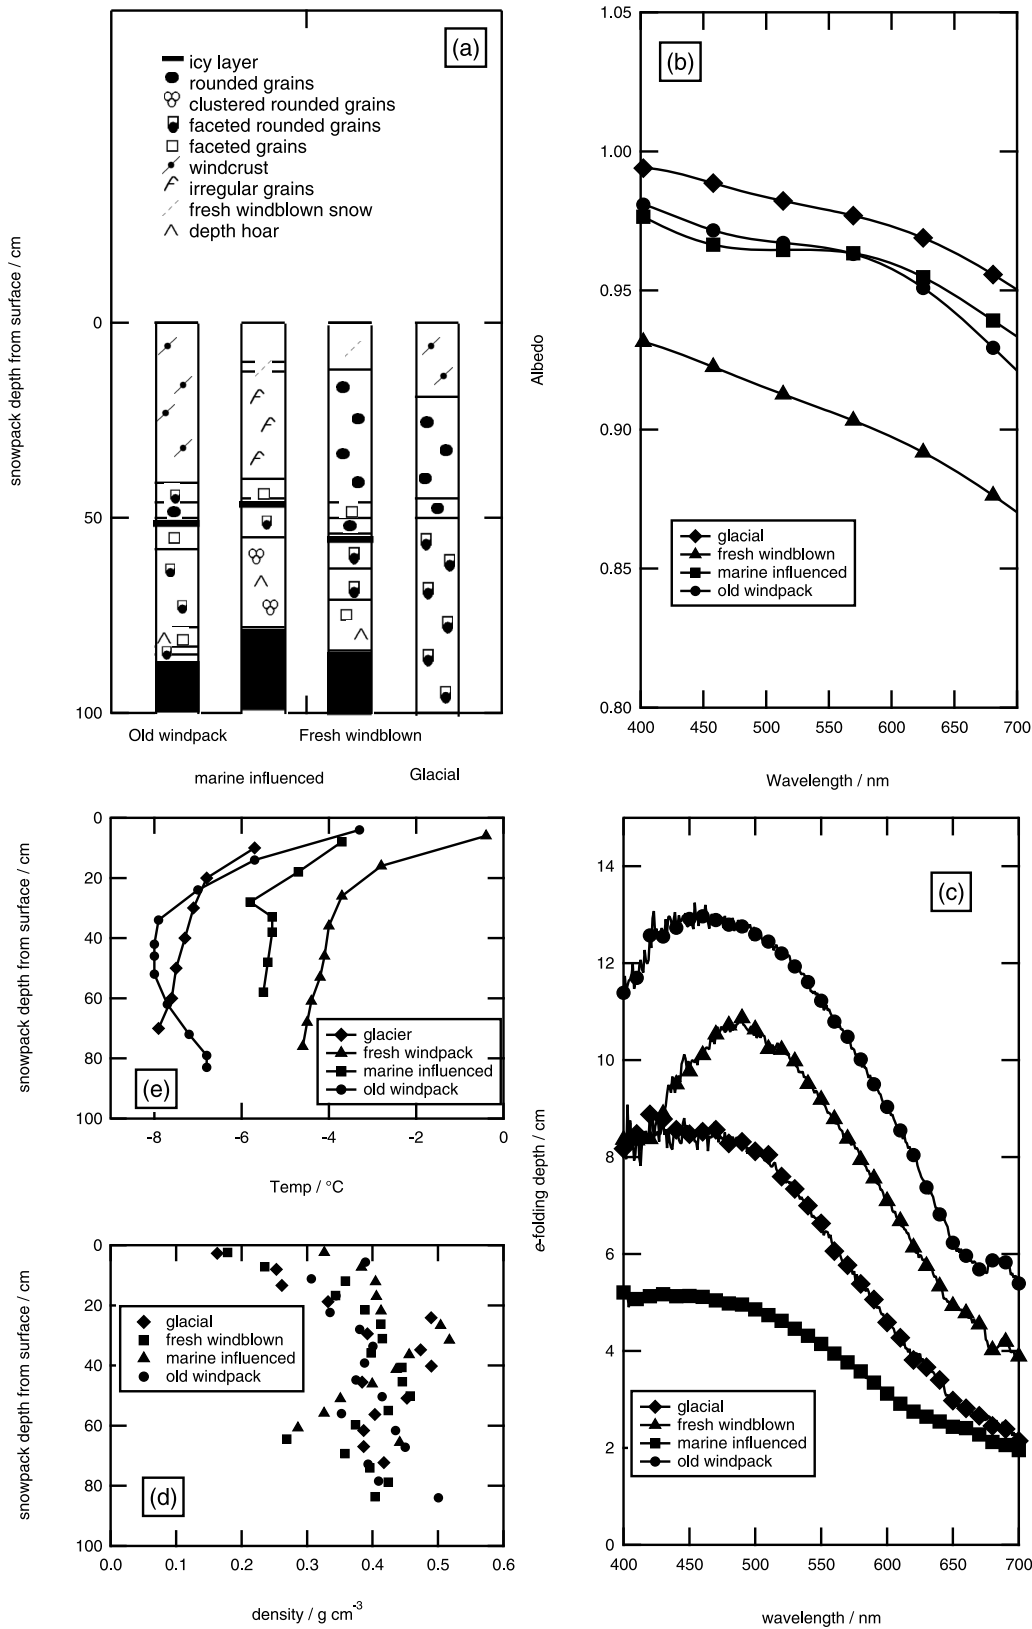 (a)
icy layer
rounded grains
clustered rounded grains
faceted rounded grains
faceted grains
windcrust
irregular grains
fresh windblown snow
depth hoar
snowpack depth from surface / cm
0
50
100
Old windpack
Fresh windblown
marine influenced
Glacial
(b)
1.05
1.00
0.95
0.90
0.85
0.80
Albedo
glacial
fresh windblown
marine influenced
old windpack
400 450 500 550 600 650 700
Wavelength / nm
snowpack depth from surface / cm
0
20
40
60
80
100
(e)
glacier
fresh windpack
marine influenced
old windpack
-8 -6 -4 -2 0
Temp / °C
(c)
14
12
10
8
6
4
2
0
e-folding depth / cm
glacial
fresh windblown
marine influenced
old windpack
400 450 500 550 600 650 700
wavelength / nm
snowpack depth from surface / cm
0
20
40
60
80
100
glacial
fresh windblown
marine influenced
old windpack
(d)
0.0 0.1 0.2 0.3 0.4 0.5 0.6
density / g cm⁻³